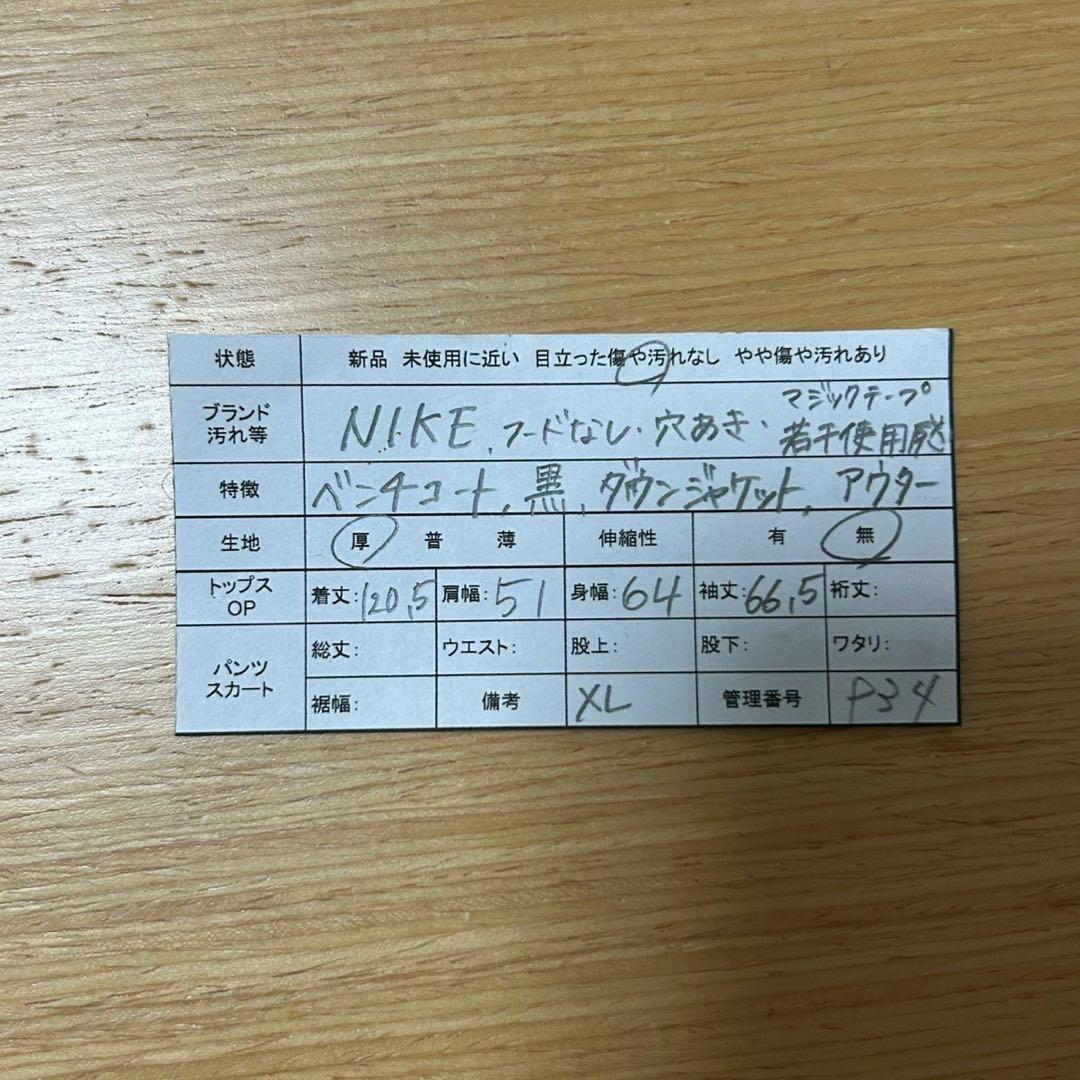 状態 新品 未使用に近い 目立った傷や汚れなし やや傷や汚れあり
ブランド
汚れ等
NIKE、フードなし・穴あき・
マジックテープ
若干使用感
特徴 ベンチコート、黒、ダウンジャケット、アウター
生地 厚 普 薄 伸縮性 有 無
トップス
OP
着丈:120,5 肩幅:51 身幅:64 袖丈:66,5 裄丈:
パンツ
スカート
総丈: ウエスト: 股上: 股下: ワタリ:
裾幅: 備考 XL 管理番号 P34